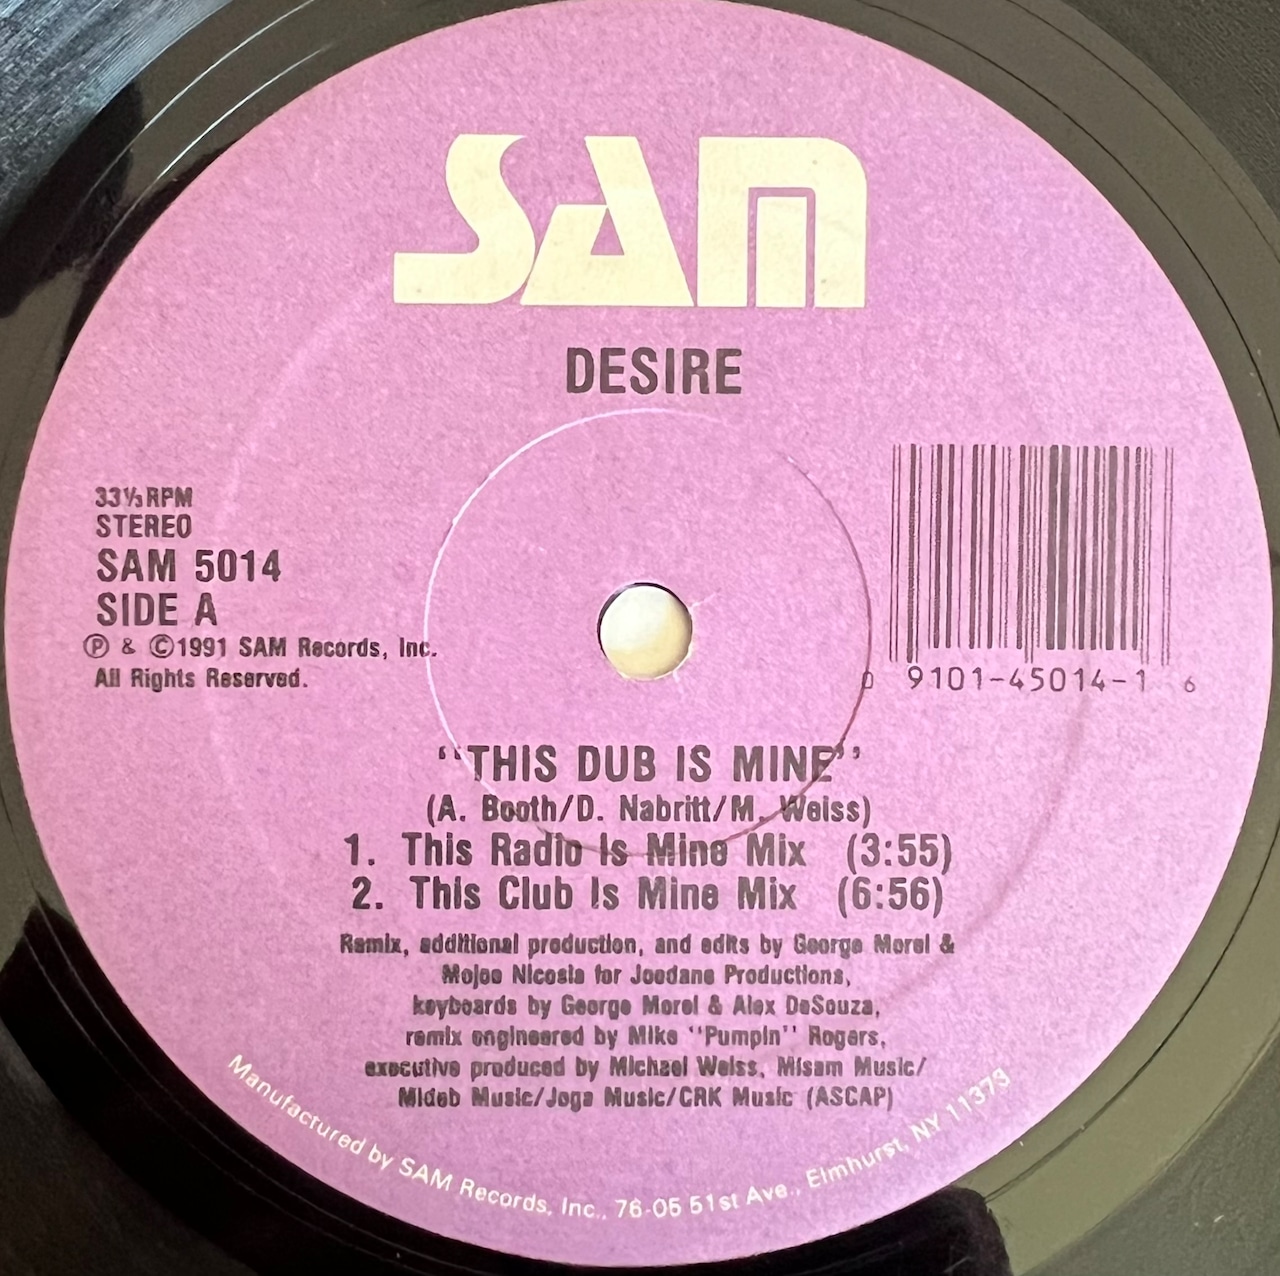 SAM
DESIRE
33⅓ RPM
STEREO
SAM 5014
SIDE A
Ⓟ & ©1991 SAM Records, Inc.
All Rights Reserved.
0 9101-45014-1 6
“THIS DUB IS MINE”
(A. Booth/D. Nabritt/M. Weiss)
1. This Radio Is Mine Mix (3:55)
2. This Club Is Mine Mix (6:56)
Remix, additional production, and edits by George Morel &
Mojoe Nicosia for Joedane Productions,
keyboards by George Morel & Alex DeSouza,
remix engineered by Mike “Pumpin” Rogers,
executive produced by Michael Weiss, Misam Music/
Mideb Music/Joga Music/CRK Music (ASCAP)
Manufactured by SAM Records, Inc., 76-05 51st Ave., Elmhurst, NY 11373